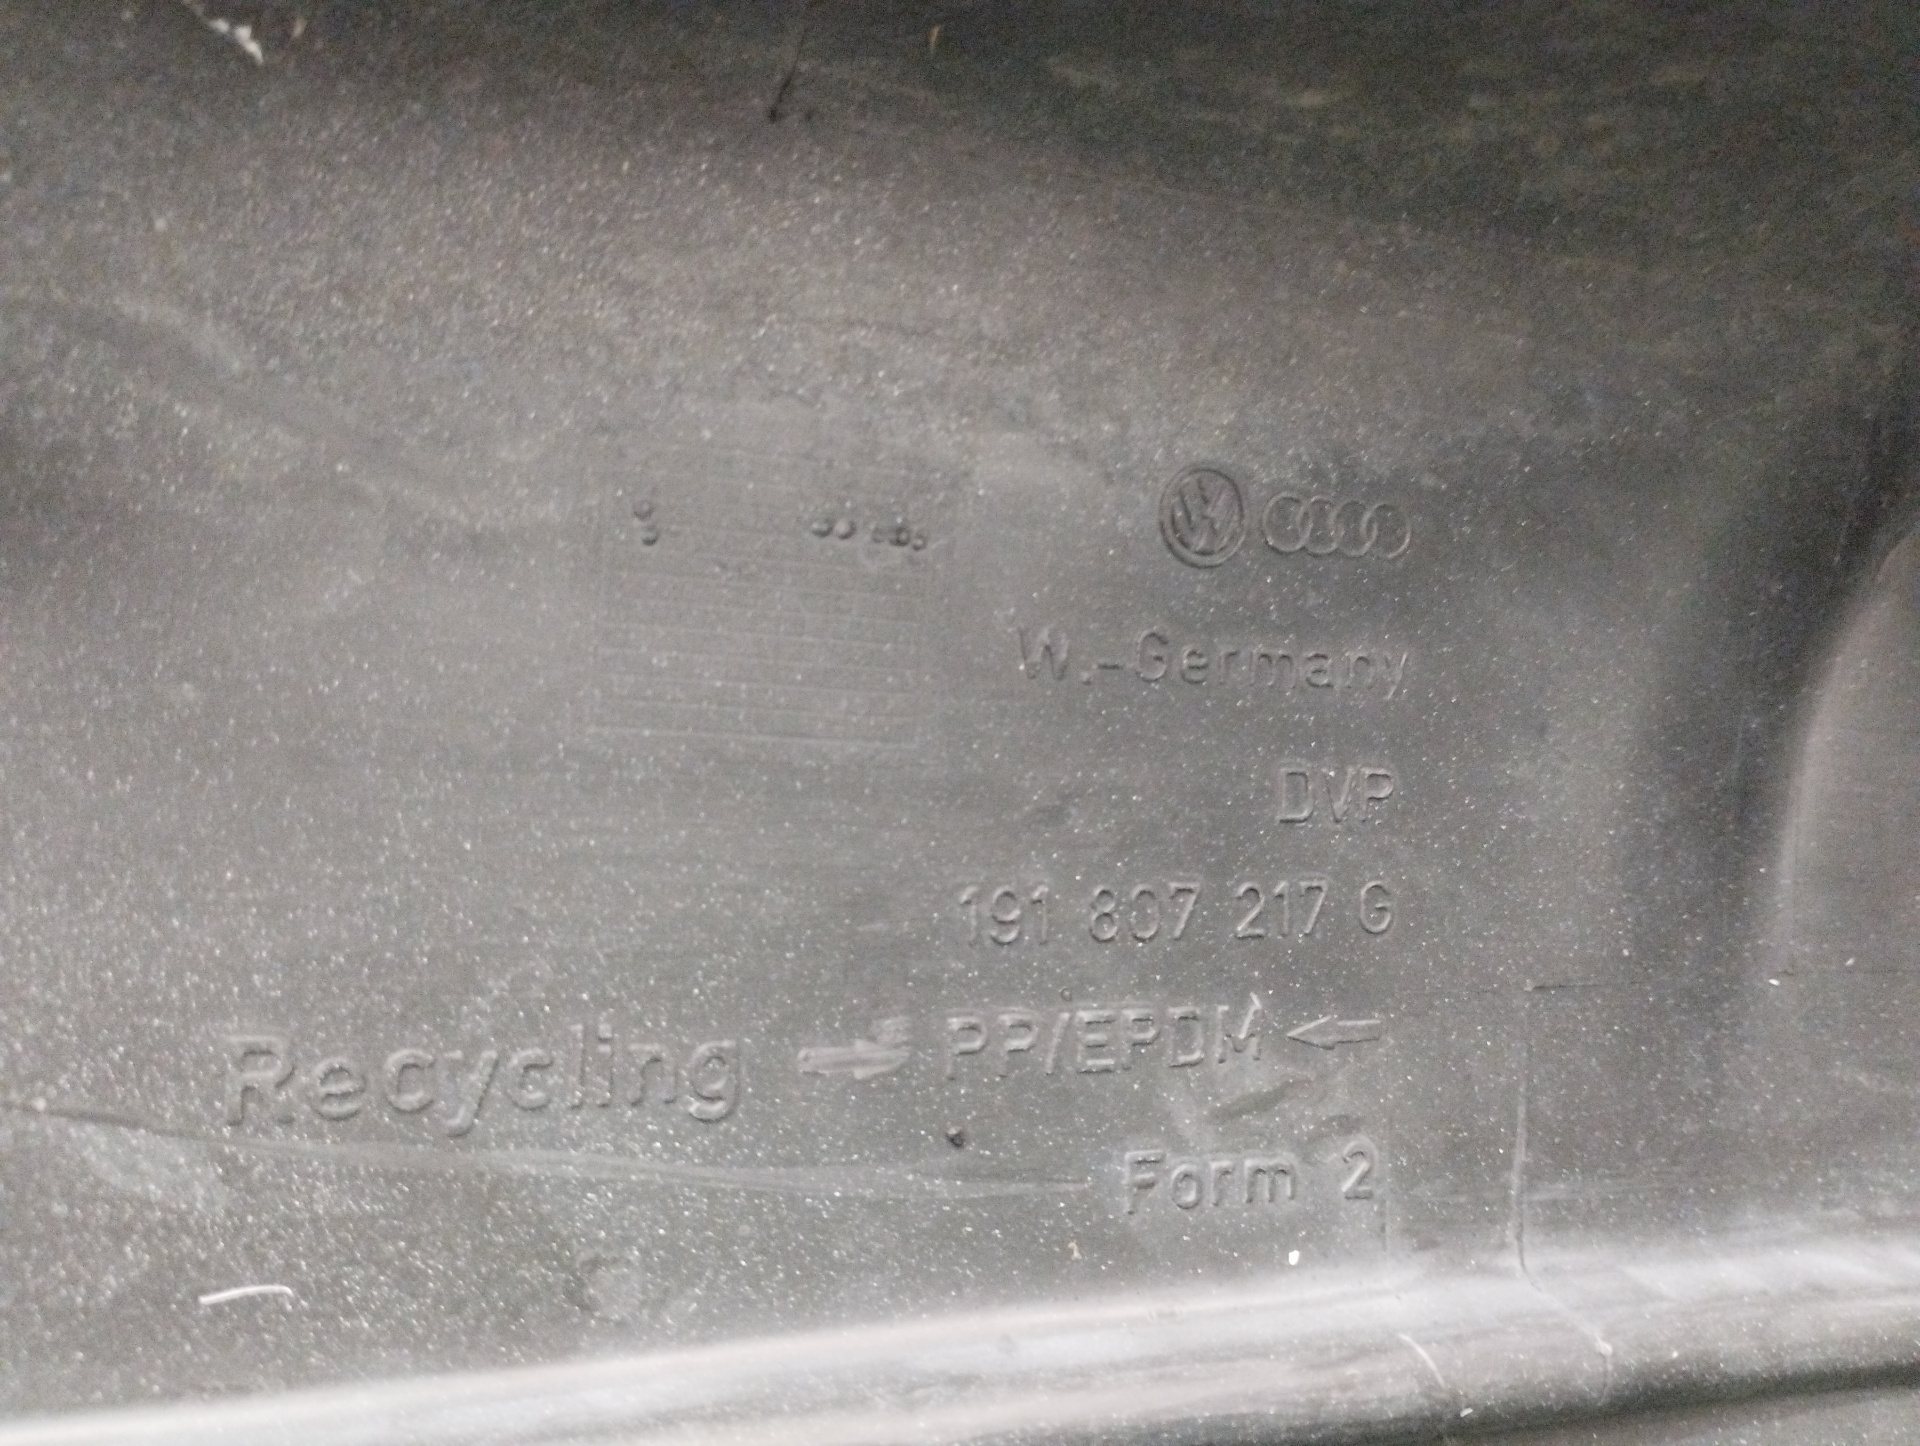 W.-Germany
DVP
191 807 217 G
Recycling → PP/EPDM ←
Form 2